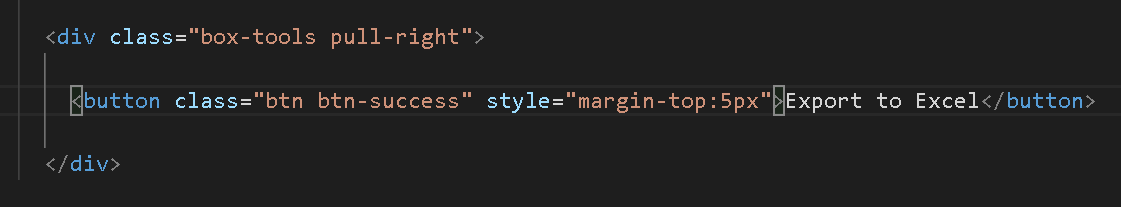 <div class="box-tools pull-right">
<button class="btn btn-success" style="margin-top:5px">Export to Excel</button>
</div>